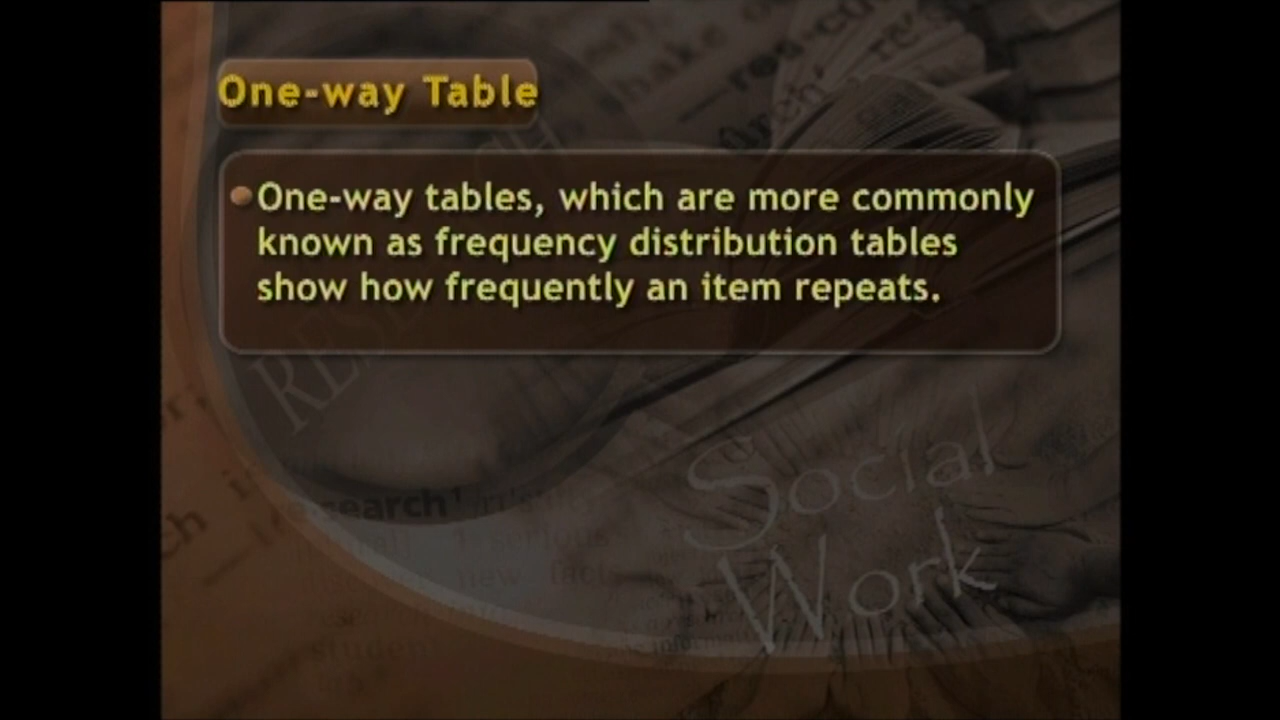 One-way Table
One-way tables, which are more commonly
known as frequency distribution tables
show how frequently an item repeats.
Social
Work